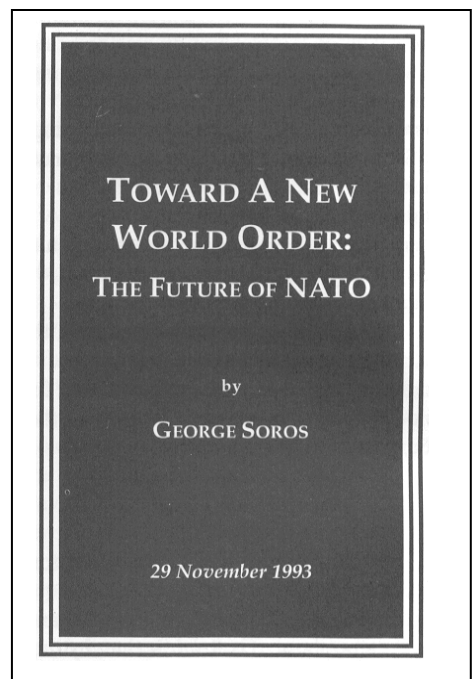 TOWARD A NEW
WORLD ORDER:
THE FUTURE OF NATO
by
GEORGE SOROS
29 November 1993